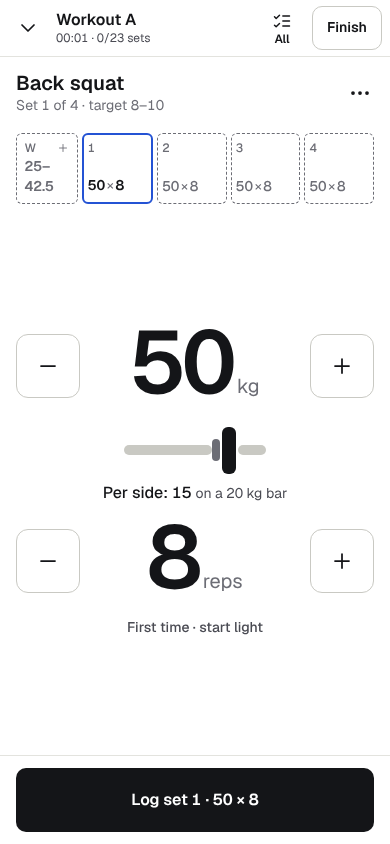 Workout A
00:01 · 0/23 sets
All
Finish
Back squat
Set 1 of 4 · target 8–10
W +
25–
42.5
1
50×8
2
50×8
3
50×8
4
50×8
− 50 kg +
Per side: 15 on a 20 kg bar
− 8 reps +
First time · start light
Log set 1 · 50 × 8